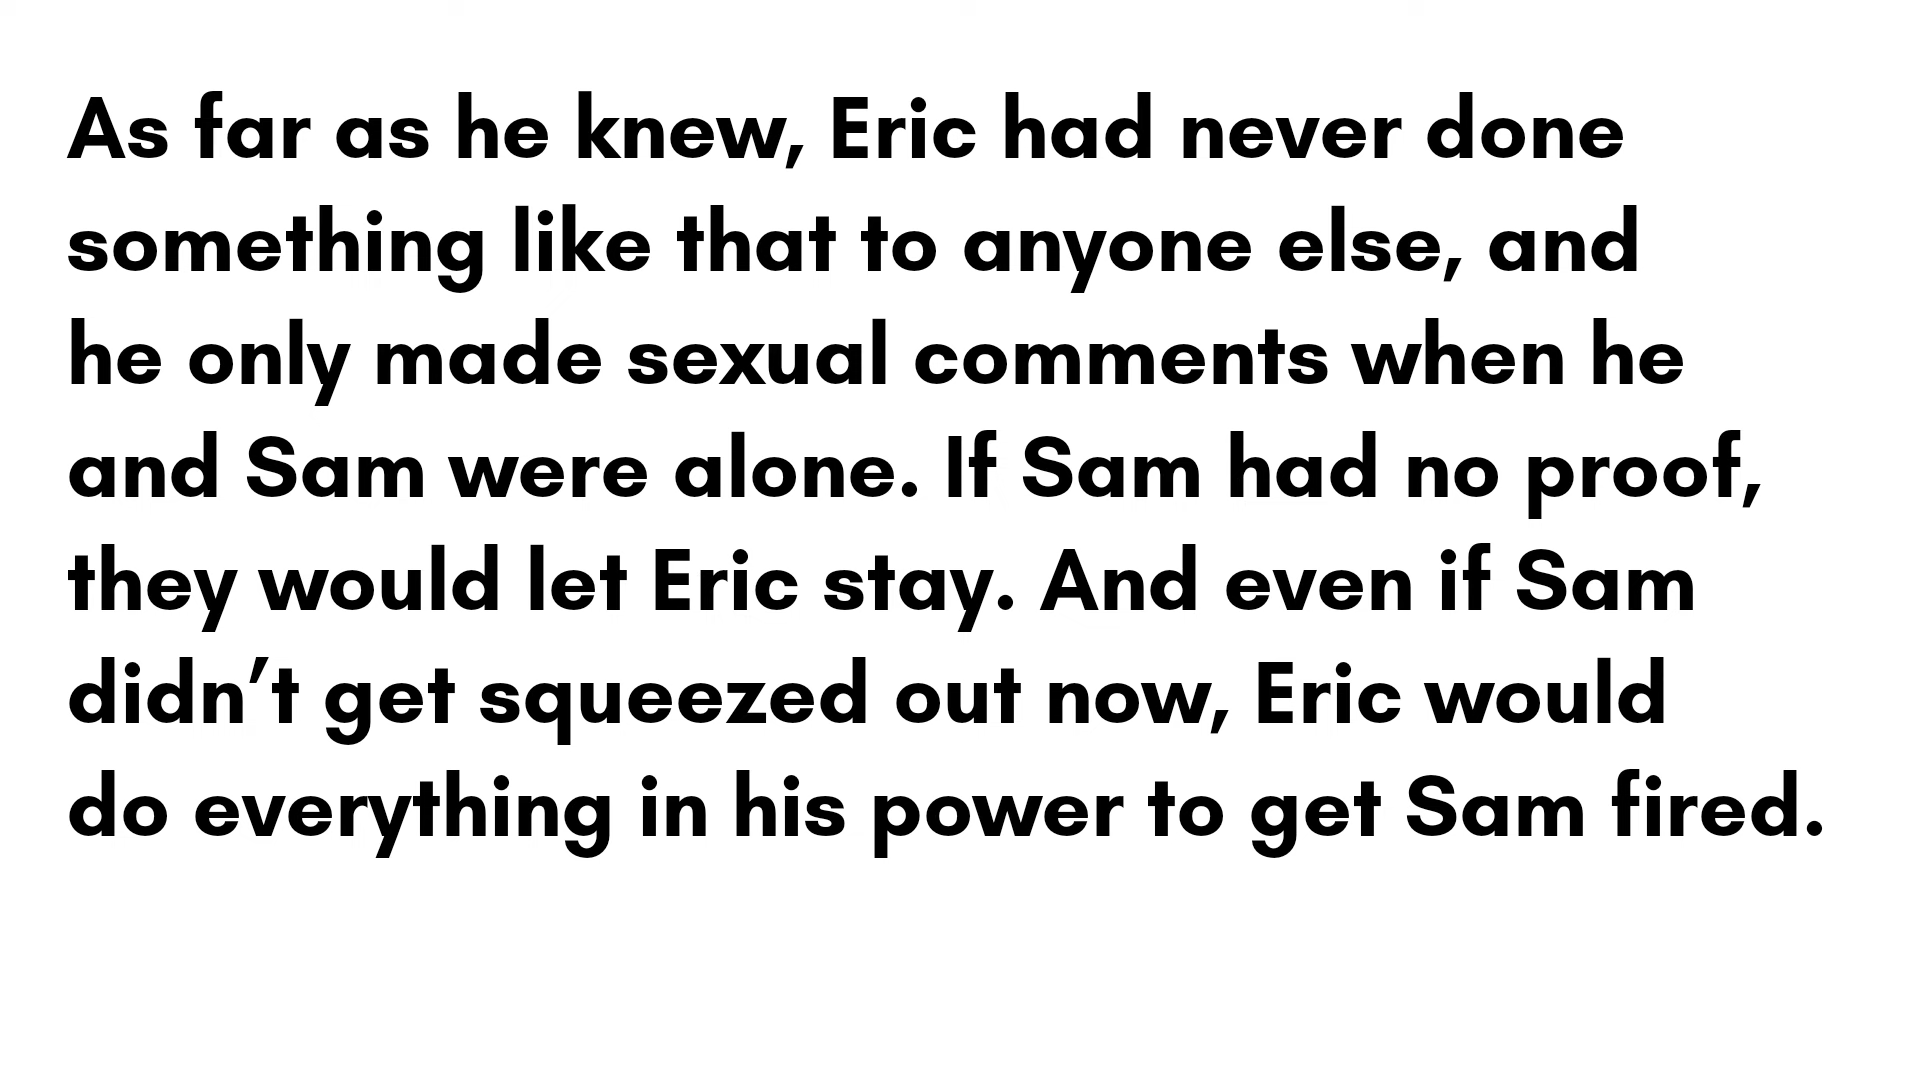 As far as he knew, Eric had never done
something like that to anyone else, and
he only made sexual comments when he
and Sam were alone. If Sam had no proof,
they would let Eric stay. And even if Sam
didn’t get squeezed out now, Eric would
do everything in his power to get Sam fired.